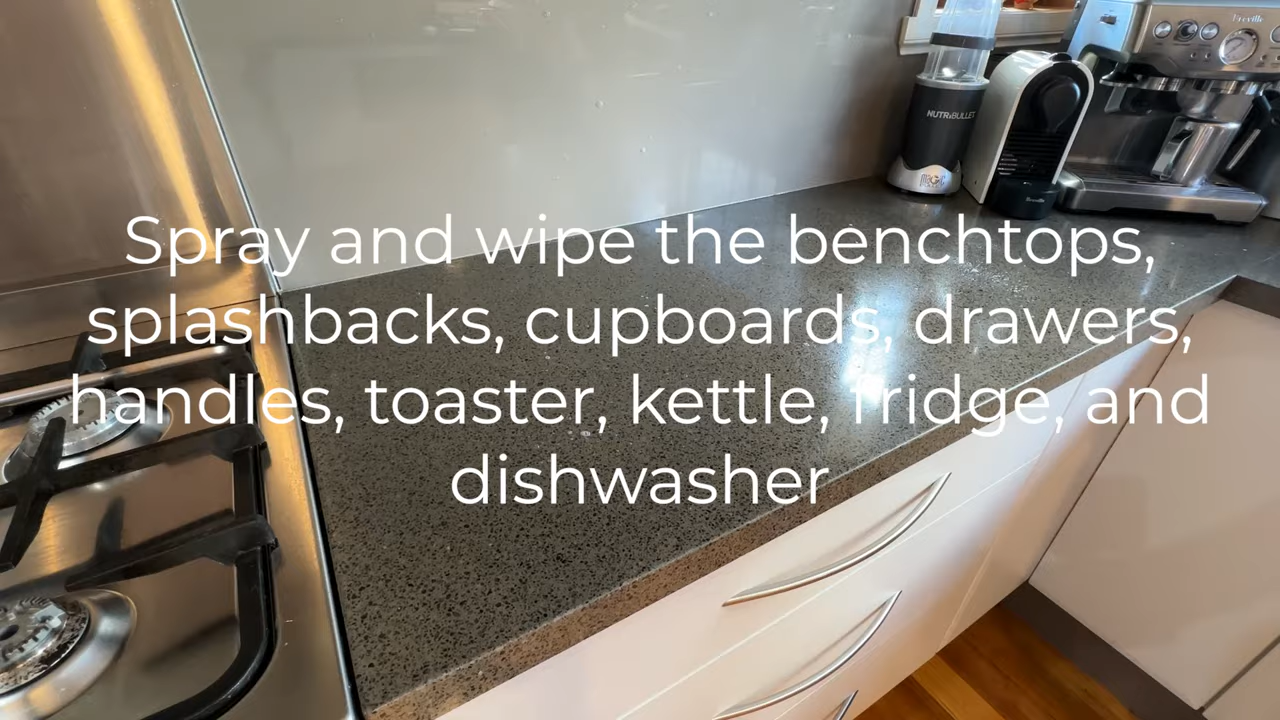 Breville
NUTRiBULLET
Spray and wipe the benchtops,
splashbacks, cupboards, drawers,
handles, toaster, kettle, fridge, and
dishwasher